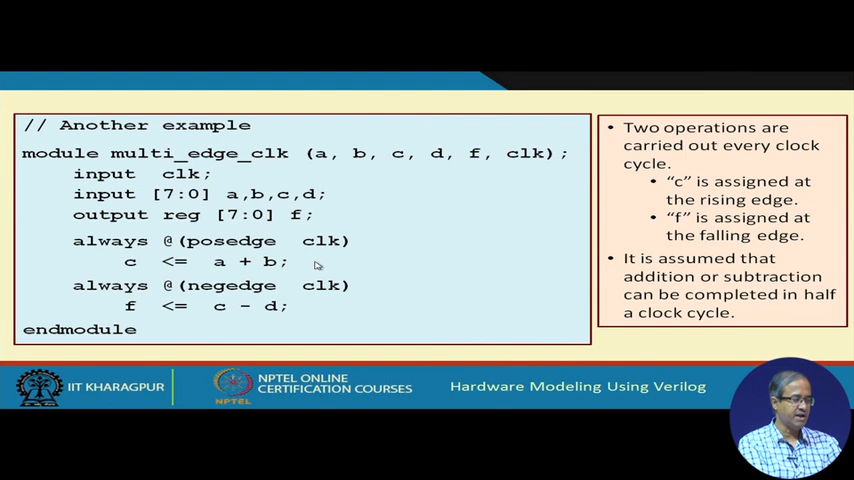 // Another example
module multi_edge_clk (a, b, c, d, f, clk);
input clk;
input [7:0] a,b,c,d;
output reg [7:0] f;
always @(posedge clk)
c <= a + b;
always @(negedge clk)
f <= c - d;
endmodule
• Two operations are
carried out every clock
cycle.
• “c” is assigned at
the rising edge.
• “f” is assigned at
the falling edge.
• It is assumed that
addition or subtraction
can be completed in half
a clock cycle.
IIT KHARAGPUR
NPTEL
NPTEL ONLINE
CERTIFICATION COURSES
Hardware Modeling Using Verilog